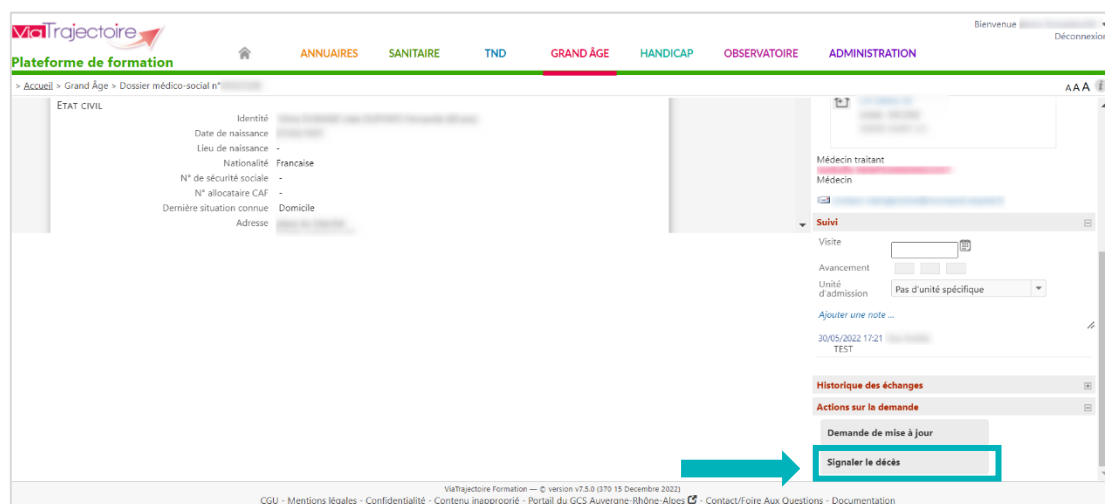 Bienvenue
Déconnexion
ViaTrajectoire
Plateforme de formation
ANNUAIRES SANITAIRE TND GRAND ÂGE HANDICAP OBSERVATOIRE ADMINISTRATION
> Accueil > Grand Âge > Dossier médico-social n°
AAA i
ETAT CIVIL
Identité
Date de naissance
Lieu de naissance -
Nationalité Francaise
N° de sécurité sociale -
N° allocataire CAF -
Dernière situation connue Domicile
Adresse
Médecin traitant
Médecin
Suivi
Visite
Avancement
Unité
d'admission Pas d'unité spécifique
Ajouter une note ...
30/05/2022 17:21
TEST
Historique des échanges
Actions sur la demande
Demande de mise à jour
Signaler le décès
ViaTrajectoire Formation — © version v7.5.0 (370 15 Decembre 2022)
CGU - Mentions légales - Confidentialité - Contenu inapproprié - Portail du GCS Auvergne-Rhône-Alpes - Contact/Foire Aux Questions - Documentation